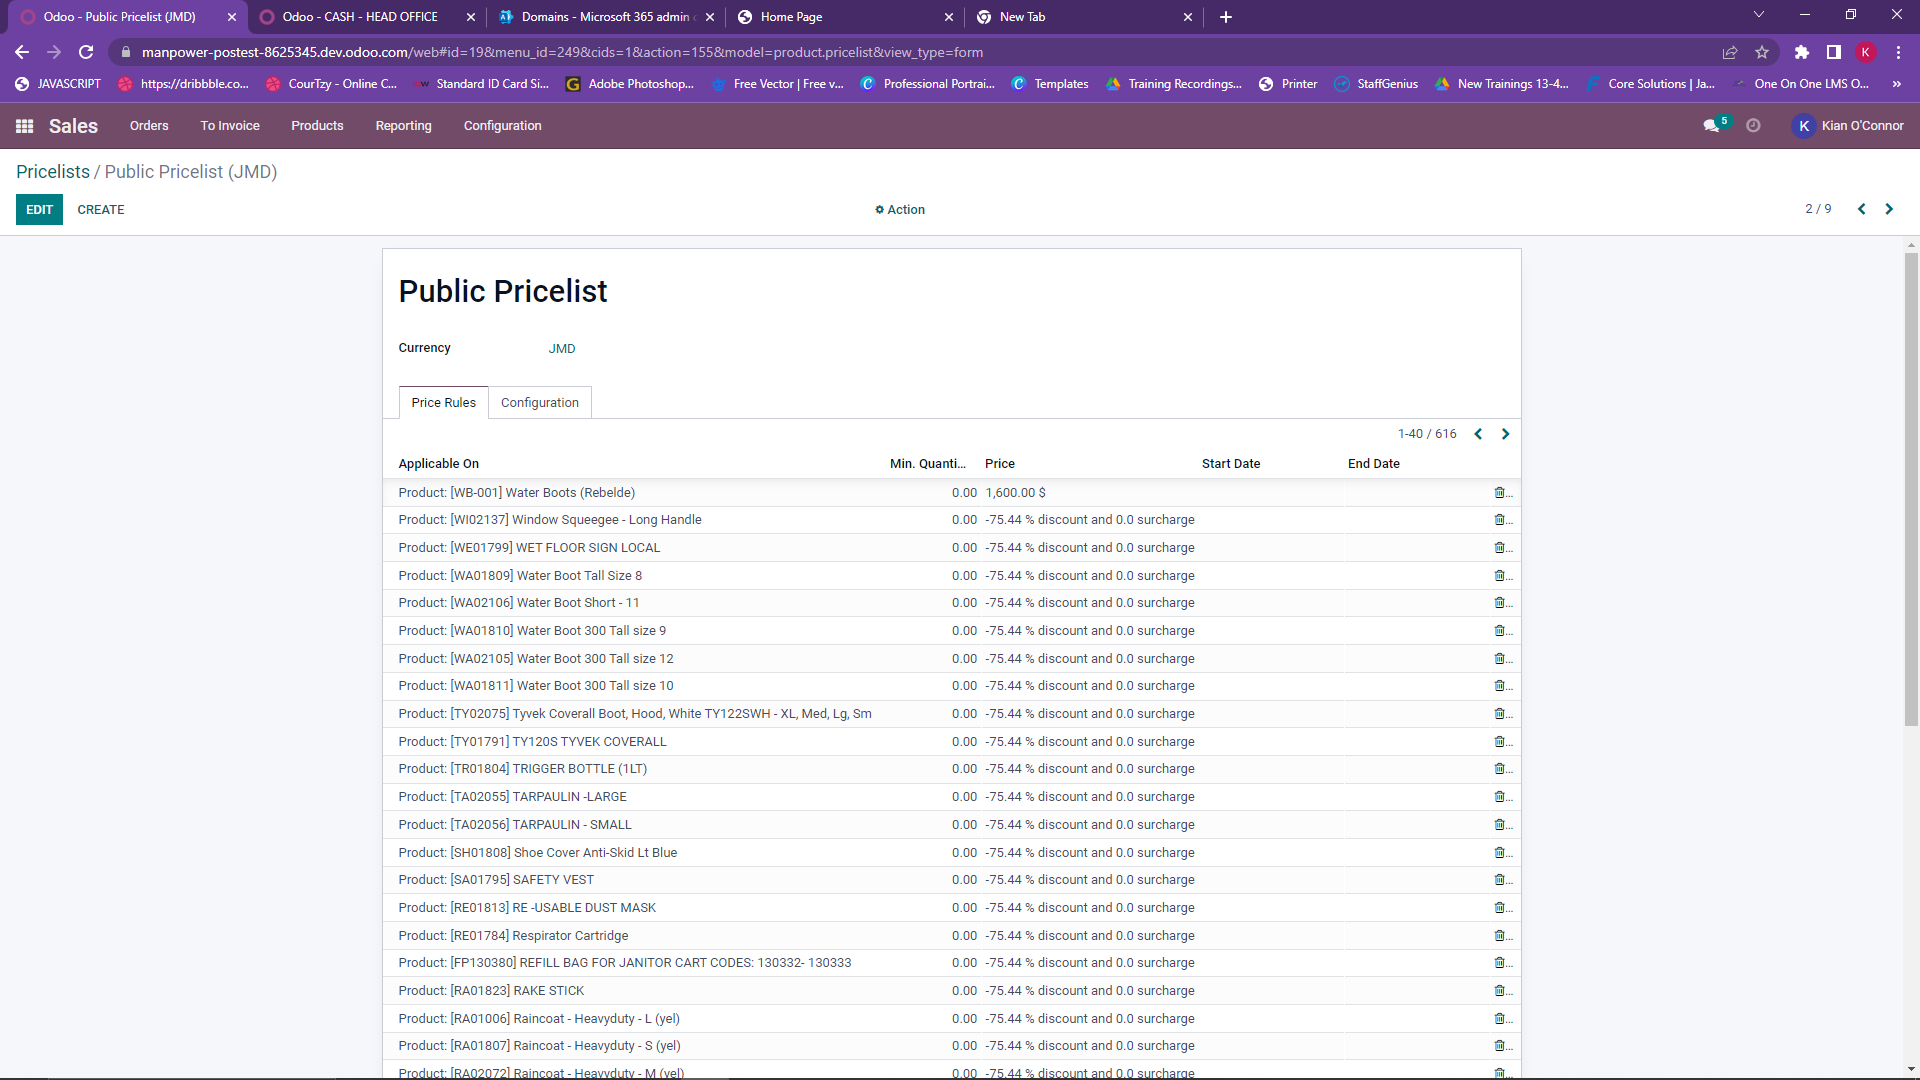 Odoo - Public Pricelist (JMD)
Odoo - CASH - HEAD OFFICE
Domains - Microsoft 365 admin
Home Page
New Tab
manpower-postest-8625345.dev.odoo.com/web#id=19&menu_id=249&cids=1&action=155&model=product.pricelist&view_type=form
K
JAVASCRIPT
https://dribbble.co...
CourTzy - Online C...
Standard ID Card Si...
Adobe Photoshop...
Free Vector | Free v...
Professional Portrai...
Templates
Training Recordings...
Printer
StaffGenius
New Trainings 13-4...
Core Solutions | Ja...
One On One LMS O...
»
Sales
Orders
To Invoice
Products
Reporting
Configuration
5
K
Kian O'Connor
Pricelists / Public Pricelist (JMD)
EDIT
CREATE
Action
2 / 9
Public Pricelist
Currency JMD
Price Rules
Configuration
1-40 / 616
Applicable On Min. Quanti... Price Start Date End Date
Product: [WB-001] Water Boots (Rebelde) 0.00 1,600.00 $ ...
Product: [WI02137] Window Squeegee - Long Handle 0.00 -75.44 % discount and 0.0 surcharge ...
Product: [WE01799] WET FLOOR SIGN LOCAL 0.00 -75.44 % discount and 0.0 surcharge ...
Product: [WA01809] Water Boot Tall Size 8 0.00 -75.44 % discount and 0.0 surcharge ...
Product: [WA02106] Water Boot Short - 11 0.00 -75.44 % discount and 0.0 surcharge ...
Product: [WA01810] Water Boot 300 Tall size 9 0.00 -75.44 % discount and 0.0 surcharge ...
Product: [WA02105] Water Boot 300 Tall size 12 0.00 -75.44 % discount and 0.0 surcharge ...
Product: [WA01811] Water Boot 300 Tall size 10 0.00 -75.44 % discount and 0.0 surcharge ...
Product: [TY02075] Tyvek Coverall Boot, Hood, White TY122SWH - XL, Med, Lg, Sm 0.00 -75.44 % discount and 0.0 surcharge ...
Product: [TY01791] TY120S TYVEK COVERALL 0.00 -75.44 % discount and 0.0 surcharge ...
Product: [TR01804] TRIGGER BOTTLE (1LT) 0.00 -75.44 % discount and 0.0 surcharge ...
Product: [TA02055] TARPAULIN -LARGE 0.00 -75.44 % discount and 0.0 surcharge ...
Product: [TA02056] TARPAULIN - SMALL 0.00 -75.44 % discount and 0.0 surcharge ...
Product: [SH01808] Shoe Cover Anti-Skid Lt Blue 0.00 -75.44 % discount and 0.0 surcharge ...
Product: [SA01795] SAFETY VEST 0.00 -75.44 % discount and 0.0 surcharge ...
Product: [RE01813] RE -USABLE DUST MASK 0.00 -75.44 % discount and 0.0 surcharge ...
Product: [RE01784] Respirator Cartridge 0.00 -75.44 % discount and 0.0 surcharge ...
Product: [FP130380] REFILL BAG FOR JANITOR CART CODES: 130332- 130333 0.00 -75.44 % discount and 0.0 surcharge ...
Product: [RA01823] RAKE STICK 0.00 -75.44 % discount and 0.0 surcharge ...
Product: [RA01006] Raincoat - Heavyduty - L (yel) 0.00 -75.44 % discount and 0.0 surcharge ...
Product: [RA01807] Raincoat - Heavyduty - S (yel) 0.00 -75.44 % discount and 0.0 surcharge ...
Product: [RA02072] Raincoat - Heavyduty - M (yel) 0.00 -75.44 % discount and 0.0 surcharge ...